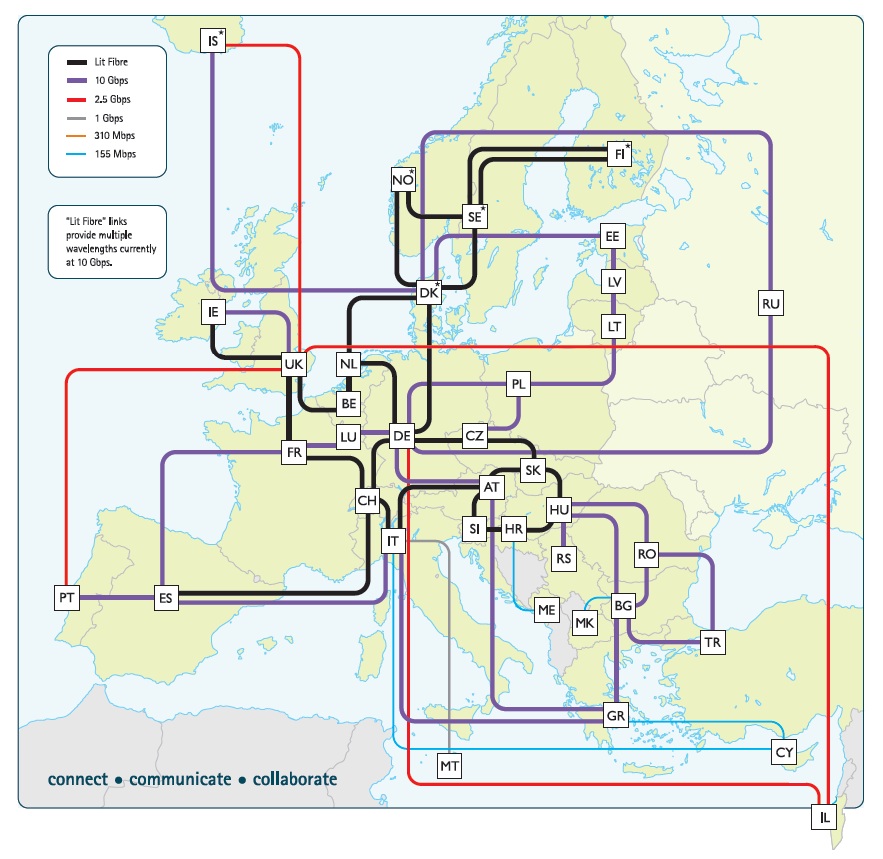 IS*
Lit Fibre
10 Gbps
2.5 Gbps
1 Gbps
310 Mbps
155 Mbps
FI*
NO*
"Lit Fibre" links
provide multiple
wavelengths currently
at 10 Gbps.
SE*
EE
LV
DK*
RU
IE
LT
UK
NL
PL
BE
LU
DE
CZ
FR
SK
AT
CH
HU
SI
HR
IT
RS
RO
PT
ES
ME
BG
MK
TR
GR
CY
MT
connect • communicate • collaborate
IL